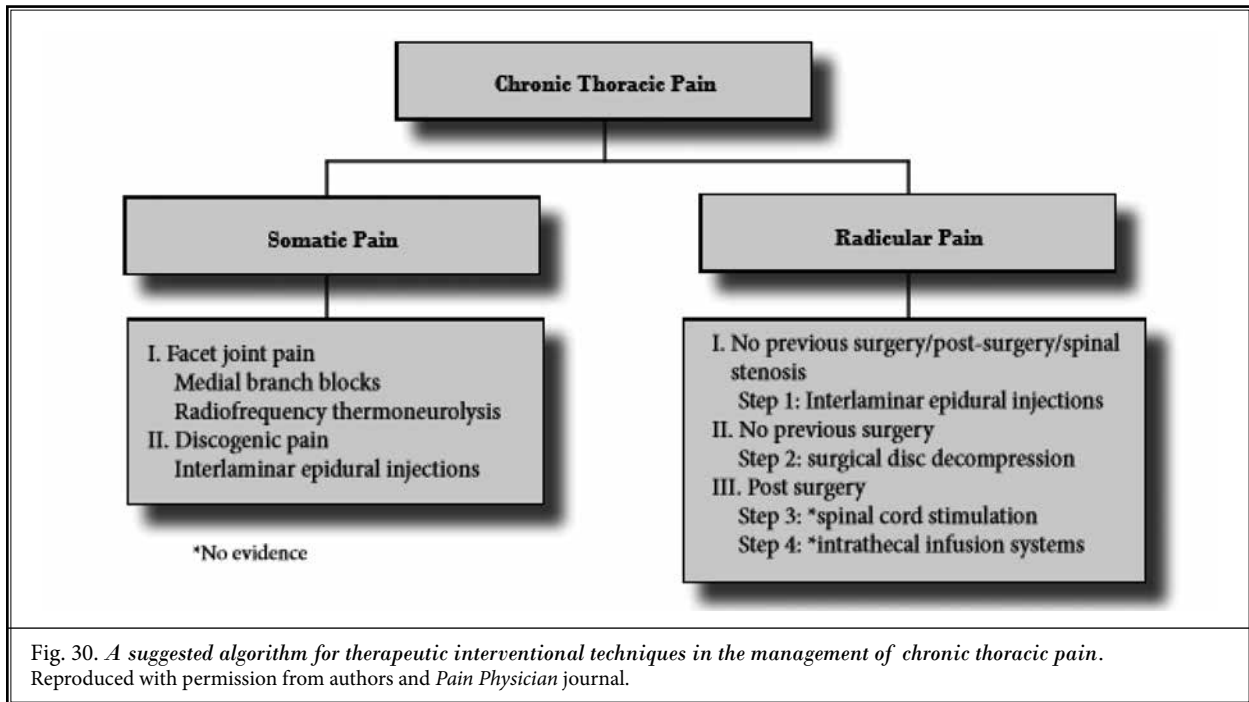 Chronic Thoracic Pain
Somatic Pain
I. Facet joint pain
Medial branch blocks
Radiofrequency thermoneurolysis
II. Discogenic pain
Interlaminar epidural injections
*No evidence
Radicular Pain
I. No previous surgery/post-surgery/spinal
stenosis
Step 1: Interlaminar epidural injections
II. No previous surgery
Step 2: surgical disc decompression
III. Post surgery
Step 3: *spinal cord stimulation
Step 4: *intrathecal infusion systems
Fig. 30. A suggested algorithm for therapeutic interventional techniques in the management of chronic thoracic pain.
Reproduced with permission from authors and Pain Physician journal.